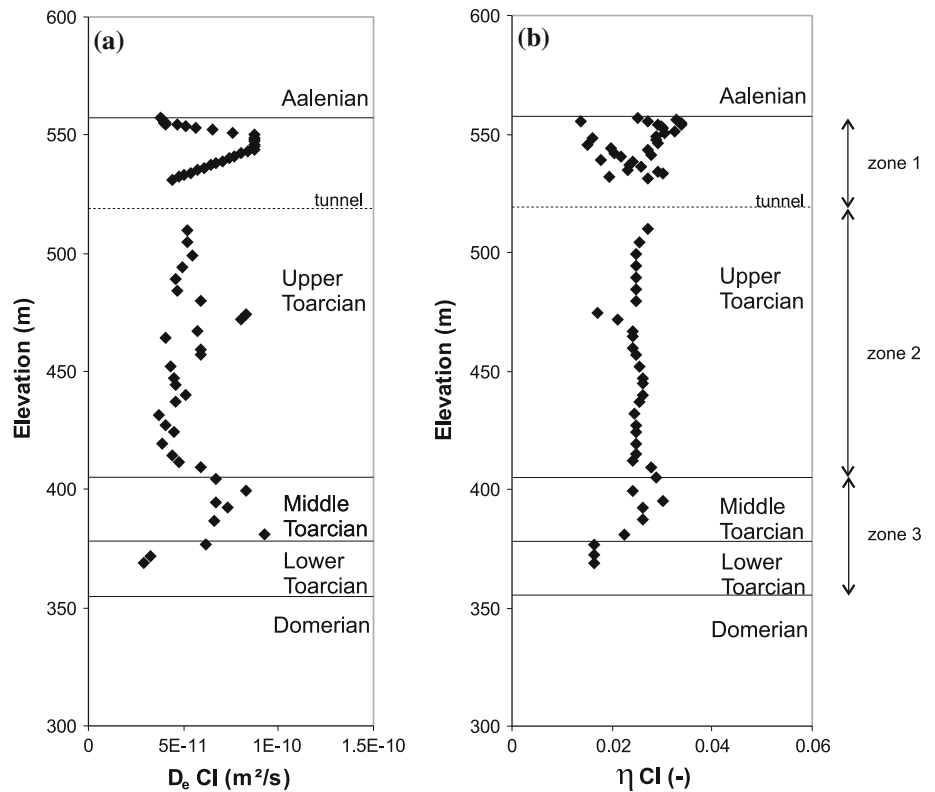 (a)
600
550
500
450
400
350
300
Elevation (m)
Aalenian
tunnel
Upper
Toarcian
Middle
Toarcian
Lower
Toarcian
Domerian
0
5E-11
1E-10
1.5E-10
Dₑ Cl (m²/s)
(b)
600
550
500
450
400
350
300
Elevation (m)
Aalenian
tunnel
Upper
Toarcian
Middle
Toarcian
Lower
Toarcian
Domerian
0
0.02
0.04
0.06
η Cl (-)
zone 1
zone 2
zone 3